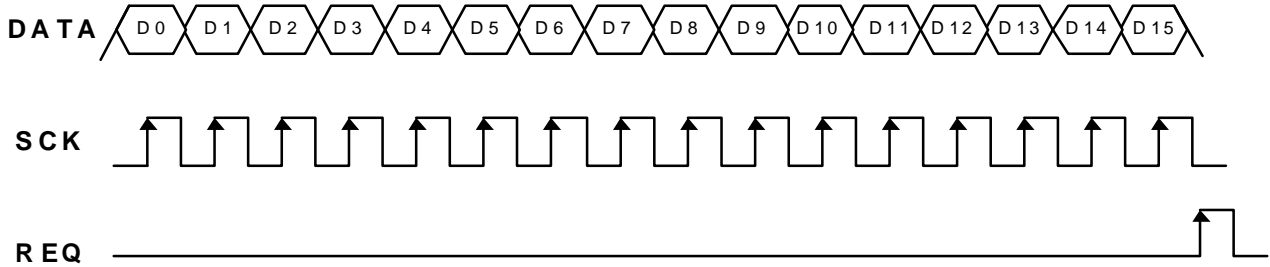 DATA D0 D1 D2 D3 D4 D5 D6 D7 D8 D9 D10 D11 D12 D13 D14 D15
SCK
REQ